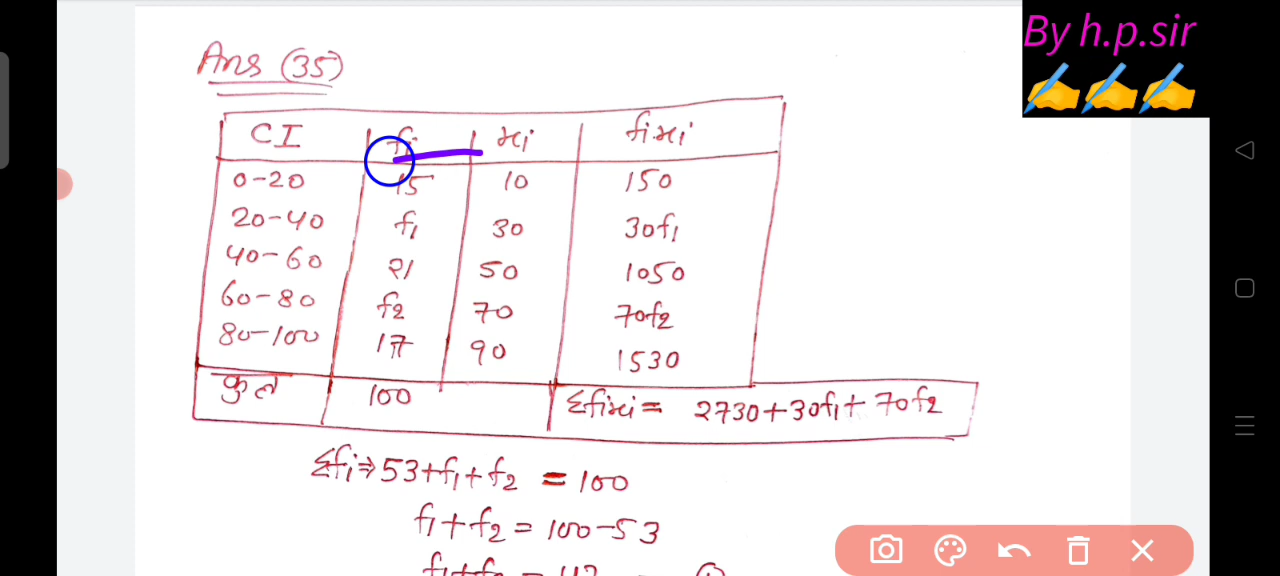 By h.p.sir
Ans (35)
CI fi xi fixi
0-20 15 10 150
20-40 f1 30 30f1
40-60 21 50 1050
60-80 f2 70 70f2
80-100 17 90 1530
कुल 100 Σfixi = 2730+30f1+70f2
Σfi⇒53+f1+f2 = 100
f1+f2 = 100-53